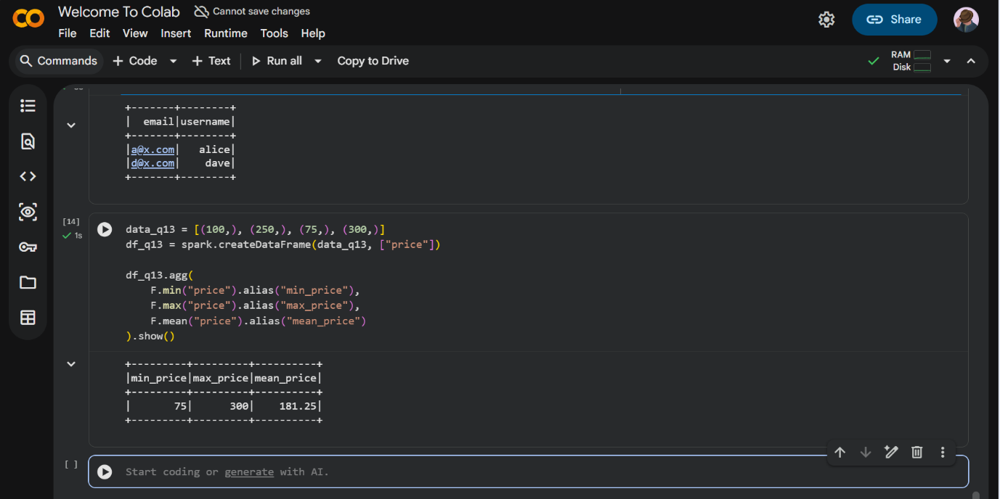 Welcome To Colab
Cannot save changes
Share
File Edit View Insert Runtime Tools Help
Commands + Code + Text Run all Copy to Drive
RAM
Disk
+-------+--------+
|  email|username|
+-------+--------+
|a@x.com|   alice|
|d@x.com|    dave|
+-------+--------+
[14]
1s
data_q13 = [(100,), (250,), (75,), (300,)]
df_q13 = spark.createDataFrame(data_q13, ["price"])
df_q13.agg(
    F.min("price").alias("min_price"),
    F.max("price").alias("max_price"),
    F.mean("price").alias("mean_price")
).show()
+---------+---------+----------+
|min_price|max_price|mean_price|
+---------+---------+----------+
|       75|      300|    181.25|
+---------+---------+----------+
[ ]
Start coding or generate with AI.